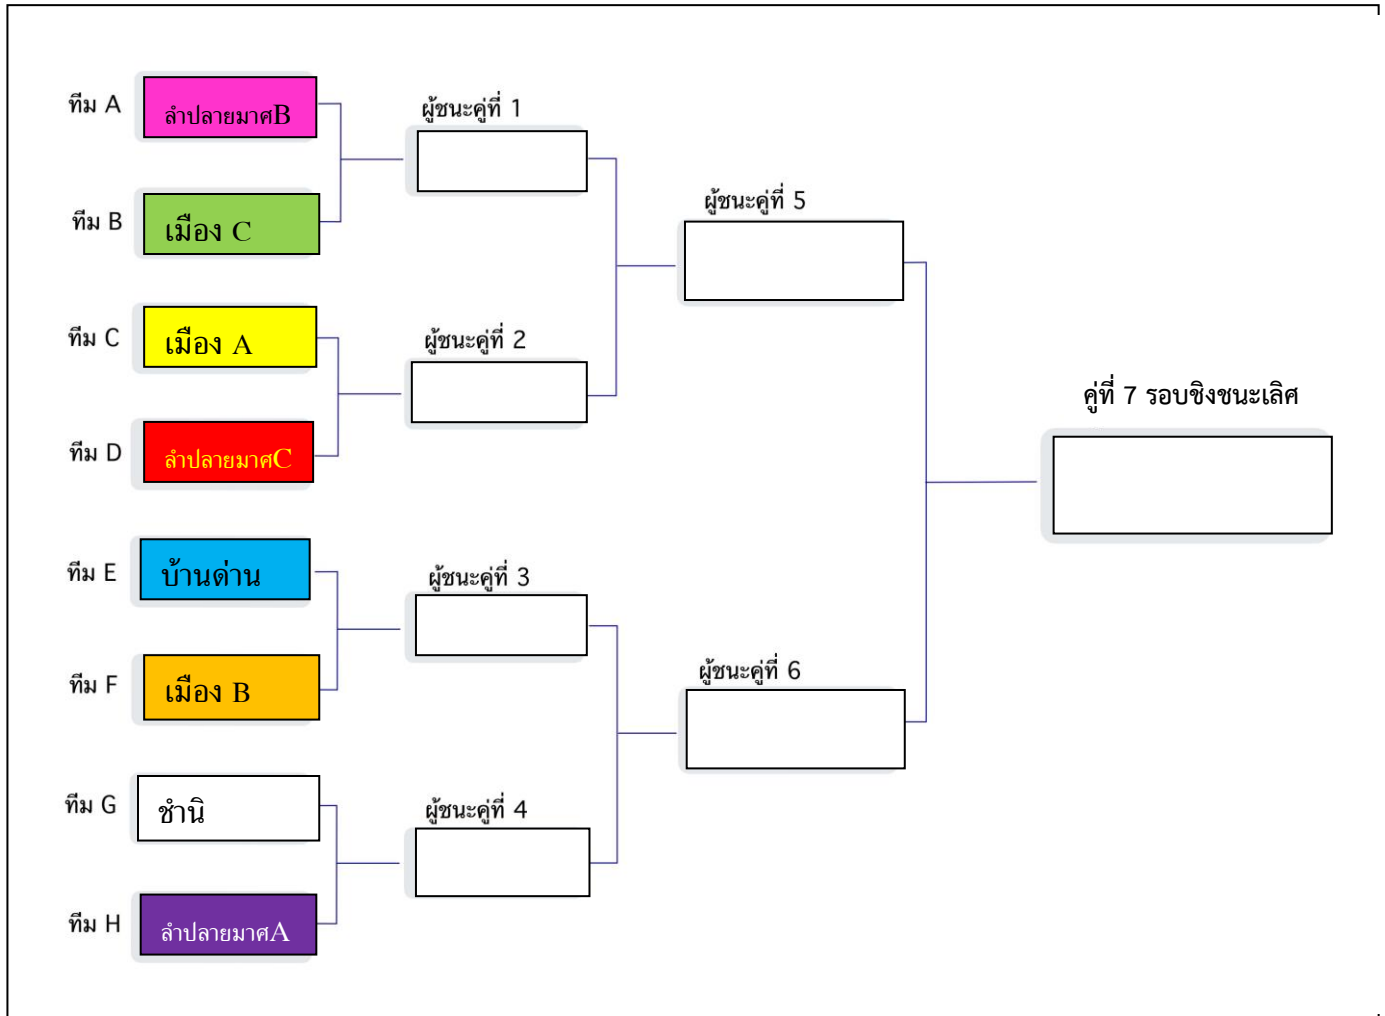 ทีม A
ลำปลายมาศB
ผู้ชนะคู่ที่ 1
ทีม B
เมือง C
ผู้ชนะคู่ที่ 5
ทีม C
เมือง A
ผู้ชนะคู่ที่ 2
คู่ที่ 7 รอบชิงชนะเลิศ
ทีม D
ลำปลายมาศC
ทีม E
บ้านด่าน
ผู้ชนะคู่ที่ 3
ทีม F
เมือง B
ผู้ชนะคู่ที่ 6
ทีม G
ชำนิ
ผู้ชนะคู่ที่ 4
ทีม H
ลำปลายมาศA